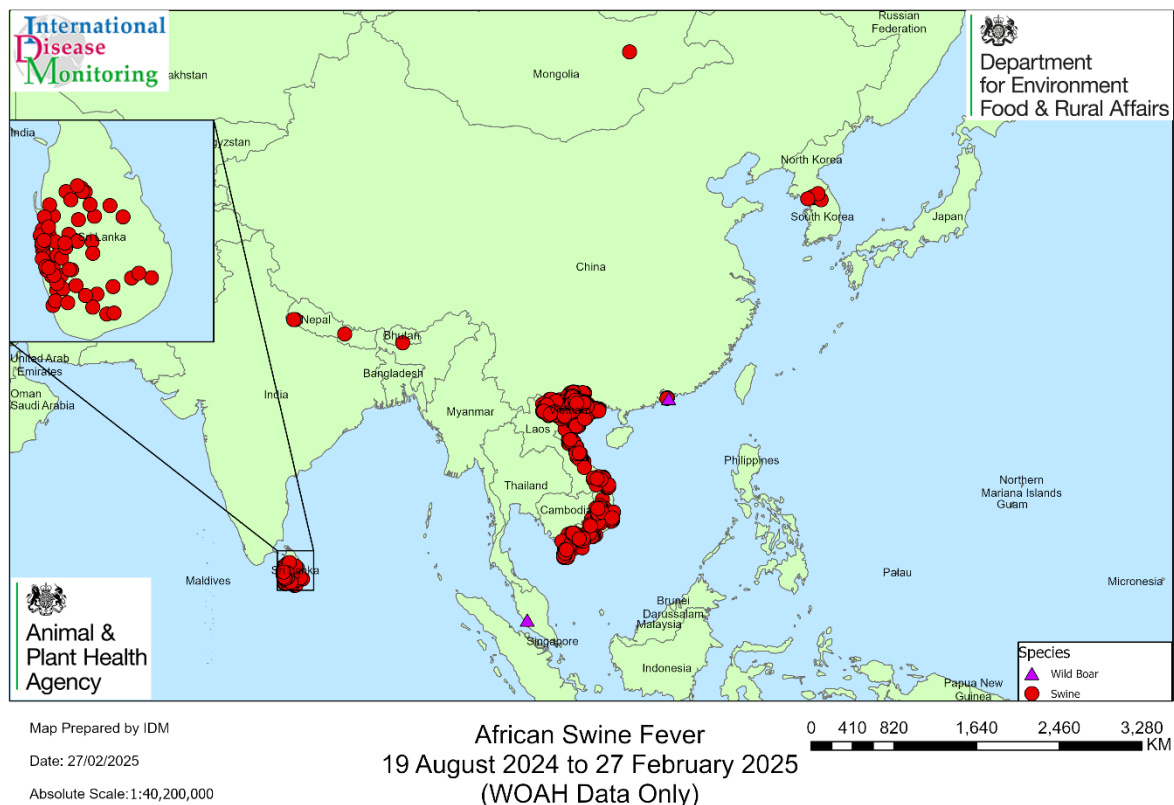 International
Disease
Monitoring
Department
for Environment
Food & Rural Affairs
Russian
Federation
Mongolia
North Korea
South Korea
Japan
India
Sri Lanka
China
Nepal
Bhutan
Bangladesh
United Arab
Emirates
Oman
Saudi Arabia
India
Myanmar
Vietnam
Laos
Thailand
Cambodia
Philippines
Northern
Mariana Islands
Guam
Sri Lanka
Maldives
Palau
Micronesia
Brunei
Darussalam
Malaysia
Singapore
Indonesia
Papua New
Guinea
Animal &
Plant Health
Agency
Species
Wild Boar
Swine
Map Prepared by IDM
Date: 27/02/2025
Absolute Scale:1:40,200,000
African Swine Fever
19 August 2024 to 27 February 2025
(WOAH Data Only)
0 410 820 1,640 2,460 3,280
KM